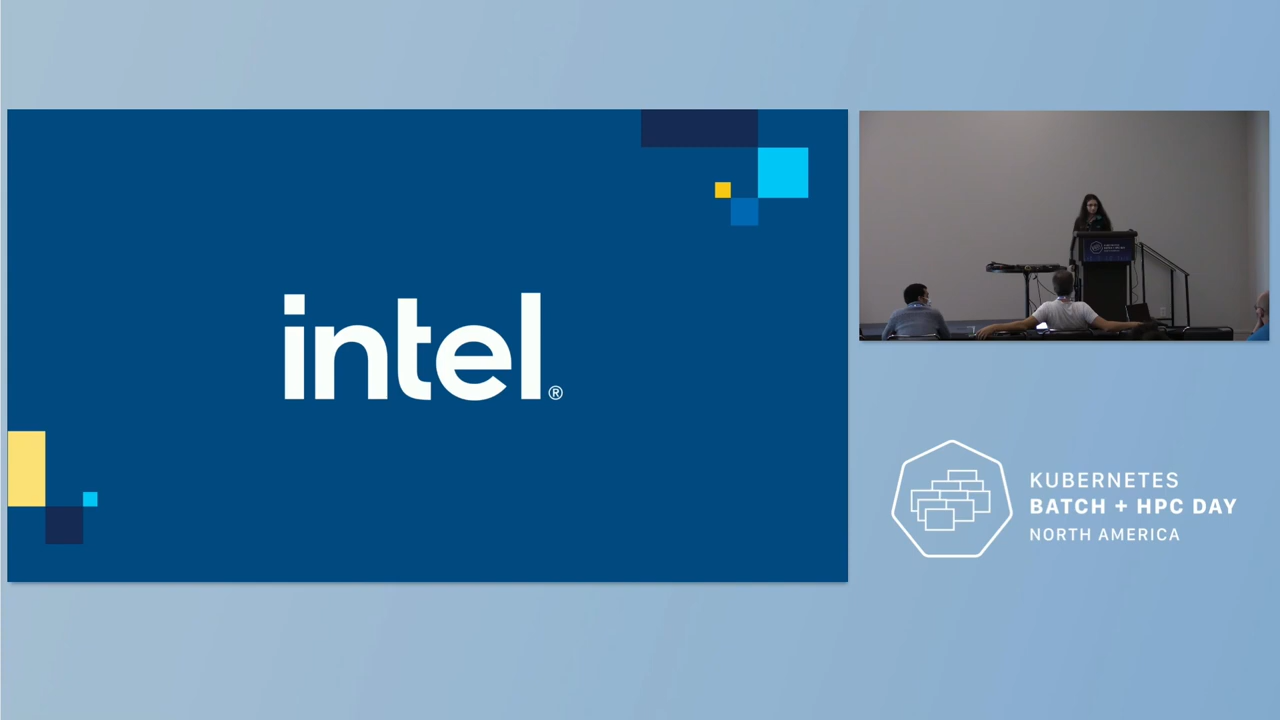 intel®
KUBERNETES
BATCH + HPC DAY
NORTH AMERICA